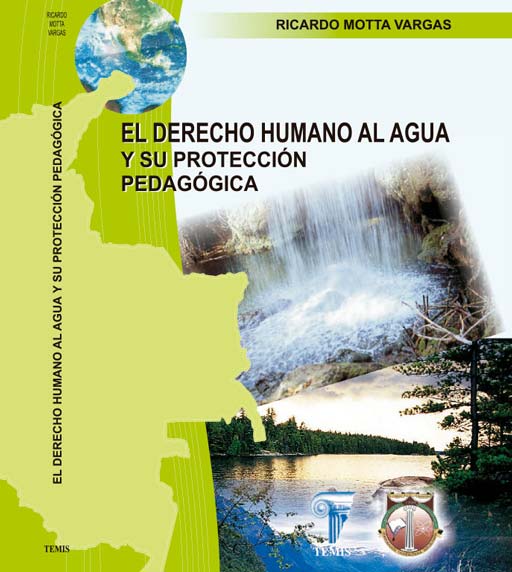 RICARDO
MOTTA
VARGAS
EL DERECHO HUMANO AL AGUA Y SU PROTECCIÓN PEDAGÓGICA
TEMIS
RICARDO MOTTA VARGAS
EL DERECHO HUMANO AL AGUA
Y SU PROTECCIÓN
PEDAGÓGICA
TEMIS